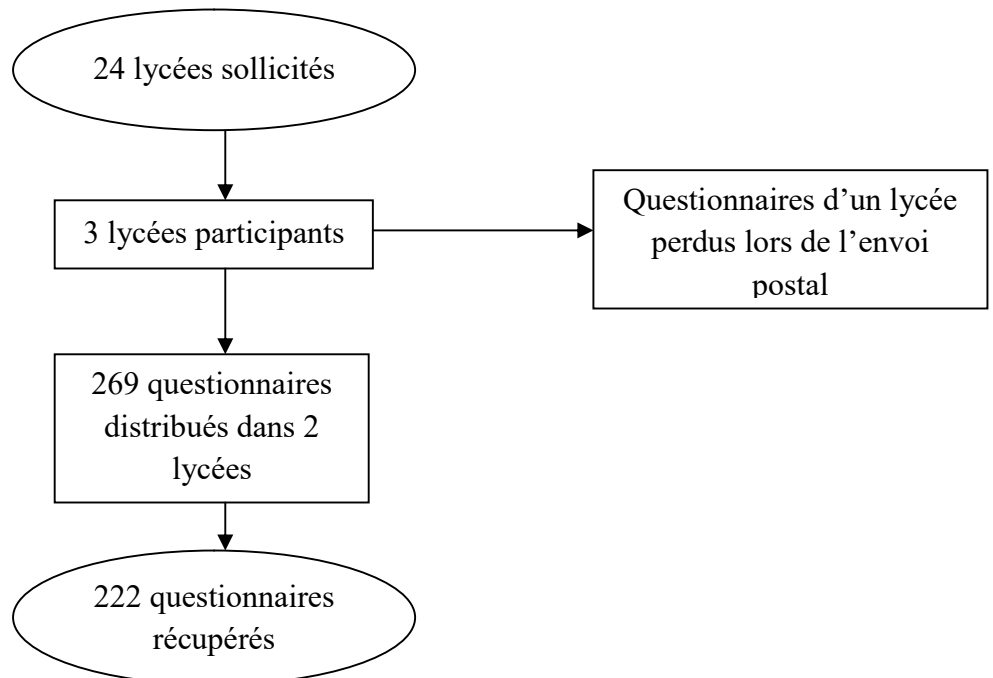 24 lycées sollicités
3 lycées participants
Questionnaires d’un lycée
perdus lors de l’envoi
postal
269 questionnaires
distribués dans 2
lycées
222 questionnaires
récupérés